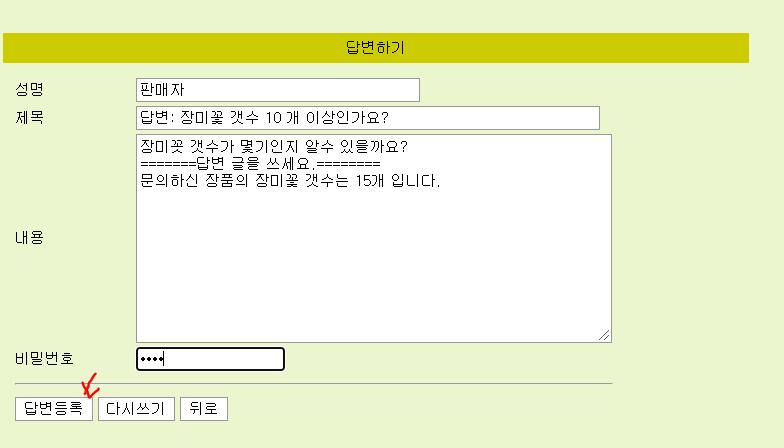 답변하기
성명 판매자
제목 답변: 장미꽃 갯수 10 개 이상인가요?
장미꼿 갯수가 몇기인지 알수 있을까요?
=======답변 글을 쓰세요.========
문의하신 장품의 장미꽃 갯수는 15개 입니다.
내용
비밀번호 ••••
답변등록 다시쓰기 뒤로